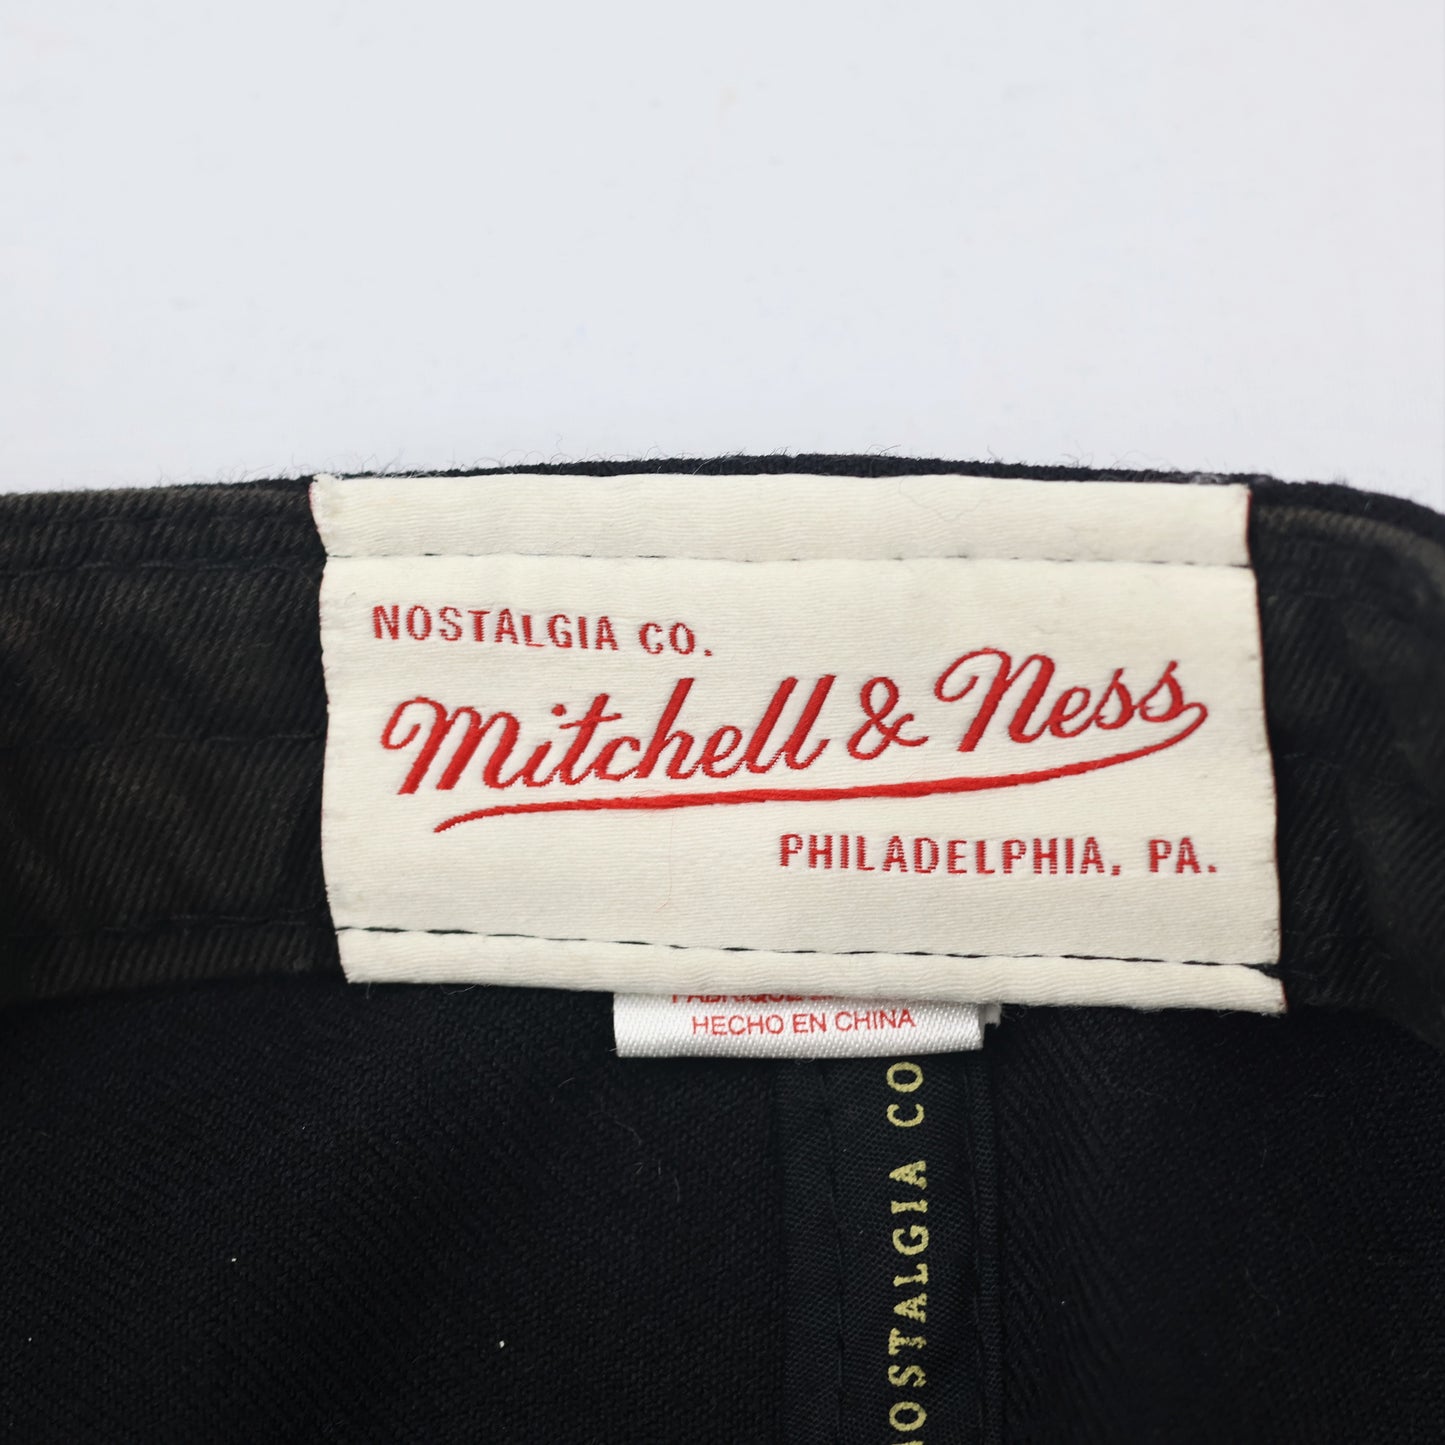 NOSTALGIA CO.
Mitchell & Ness
PHILADELPHIA, PA.
HECHO EN CHINA
NOSTALGIA CO